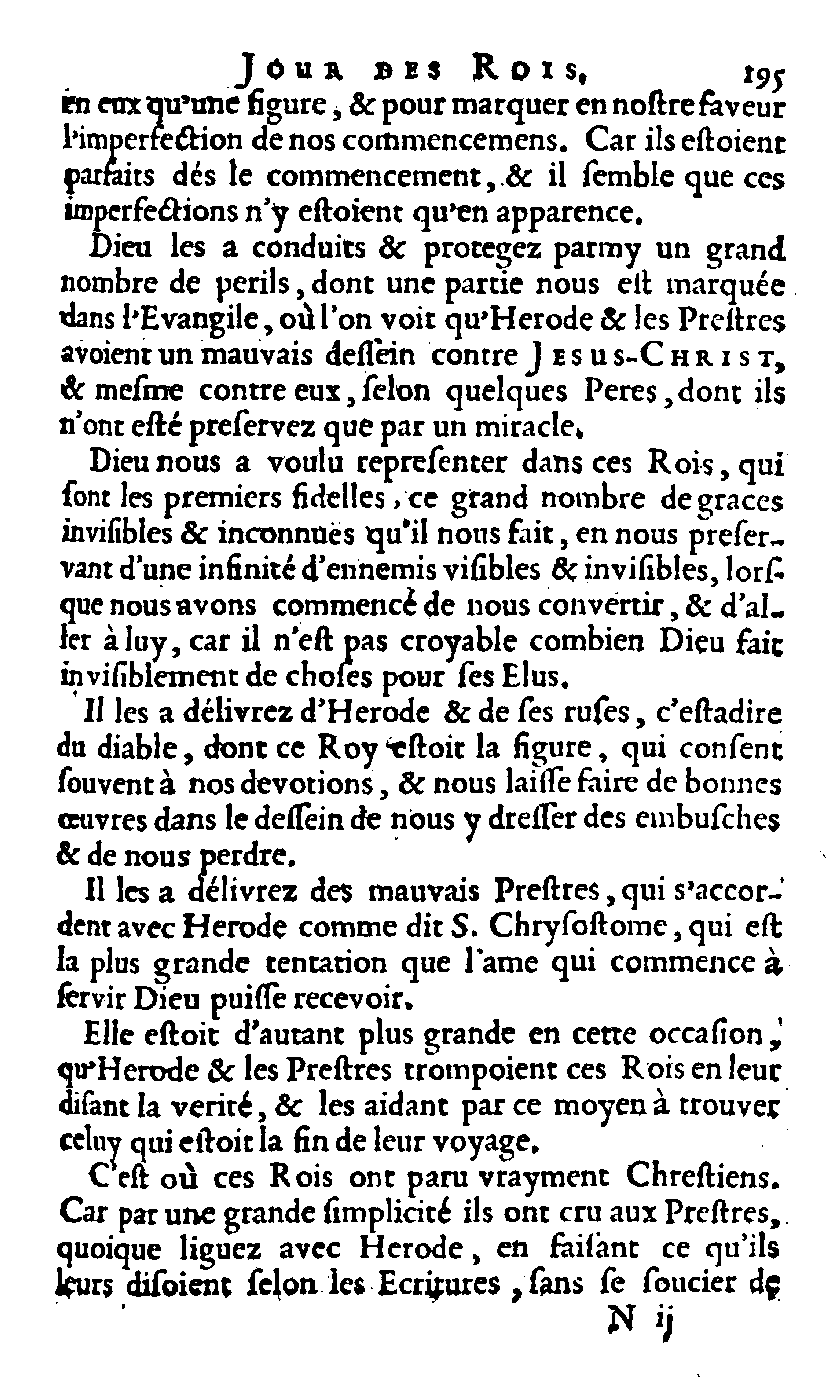 JOUR DES ROIS. 195
en eux qu'une figure, & pour marquer en noſtre faveur
l'imperfection de nos commencemens. Car ils eſtoient
parfaits dés le commencement, & il ſemble que ces
imperfections n'y eſtoient qu'en apparence.
Dieu les a conduits & protegez parmy un grand
nombre de perils, dont une partie nous eſt marquée
dans l'Evangile, où l'on voit qu'Herode & les Preſtres
avoient un mauvais deſſein contre JESUS-CHRIST,
& meſme contre eux, ſelon quelques Peres, dont ils
n'ont eſté preſervez que par un miracle.
Dieu nous a voulu repreſenter dans ces Rois, qui
ſont les premiers fidelles, ce grand nombre de graces
inviſibles & inconnuës qu'il nous fait, en nous preſer-
vant d'une infinité d'ennemis viſibles & inviſibles, lorſ-
que nous avons commencé de nous convertir, & d'al-
ler à luy, car il n'eſt pas croyable combien Dieu fait
inviſiblement de choſes pour ſes Elus.
Il les a délivrez d'Herode & de ſes ruſes, c'eſtadire
du diable, dont ce Roy eſtoit la figure, qui conſent
ſouvent à nos devotions, & nous laiſſe faire de bonnes
œuvres dans le deſſein de nous y dreſſer des embuſches
& de nous perdre.
Il les a délivrez des mauvais Preſtres, qui s'accor-
dent avec Herode comme dit S. Chryſoſtome, qui eſt
la plus grande tentation que l'ame qui commence à
ſervir Dieu puiſſe recevoir.
Elle eſtoit d'autant plus grande en cette occaſion,
qu'Herode & les Preſtres trompoient ces Rois en leur
diſant la verité, & les aidant par ce moyen à trouver
celuy qui eſtoit la fin de leur voyage.
C'eſt où ces Rois ont paru vrayment Chreſtiens.
Car par une grande ſimplicité ils ont cru aux Preſtres,
quoique liguez avec Herode, en faiſant ce qu'ils
leurs diſoient ſelon les Ecritures, ſans ſe ſoucier de
N ij